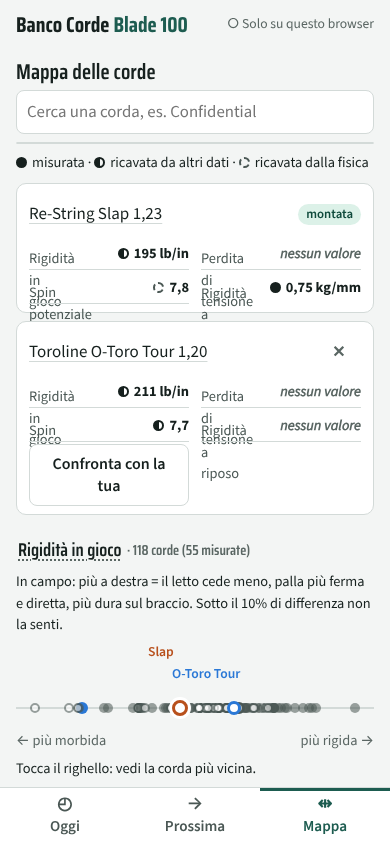 Banco Corde Blade 100
Solo su questo browser
Mappa delle corde
Cerca una corda, es. Confidential
misurata · ricavata da altri dati · ricavata dalla fisica
Re-String Slap 1,23
montata
Rigidità in gioco
195 lb/in
Perdita di tensione
nessun valore
Spin potenziale
7,8
Rigidità a
0,75 kg/mm
Toroline O-Toro Tour 1,20
✕
Rigidità in gioco
211 lb/in
Perdita di tensione
nessun valore
Spin
7,7
Rigidità a riposo
nessun valore
Confronta con la
tua
Rigidità in gioco · 118 corde (55 misurate)
In campo: più a destra = il letto cede meno, palla più ferma
e diretta, più dura sul braccio. Sotto il 10% di differenza non
la senti.
Slap
O-Toro Tour
← più morbida
più rigida →
Tocca il righello: vedi la corda più vicina.
Oggi
Prossima
Mappa